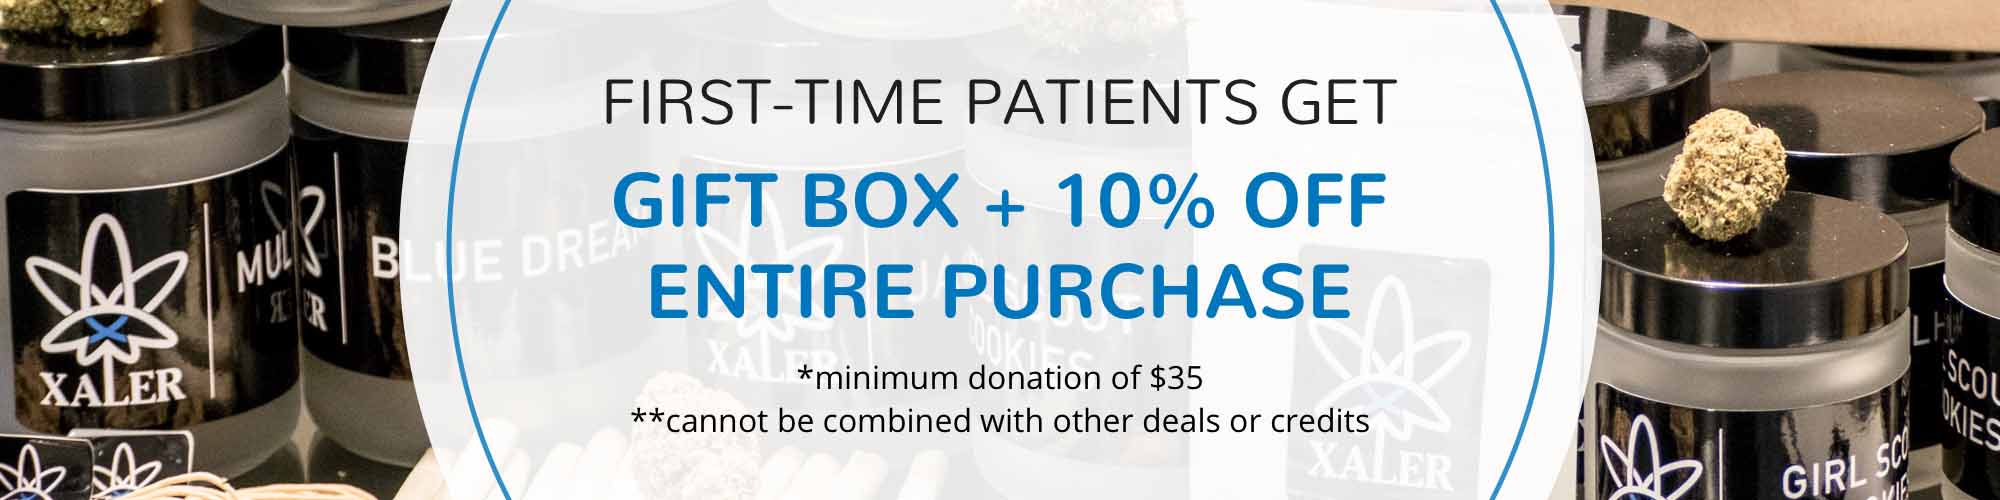 FIRST-TIME PATIENTS GET
GIFT BOX + 10% OFF
ENTIRE PURCHASE
*minimum donation of $35
**cannot be combined with other deals or credits
XALER
BLUE
XALER
COOKIES
XALER
GIRL